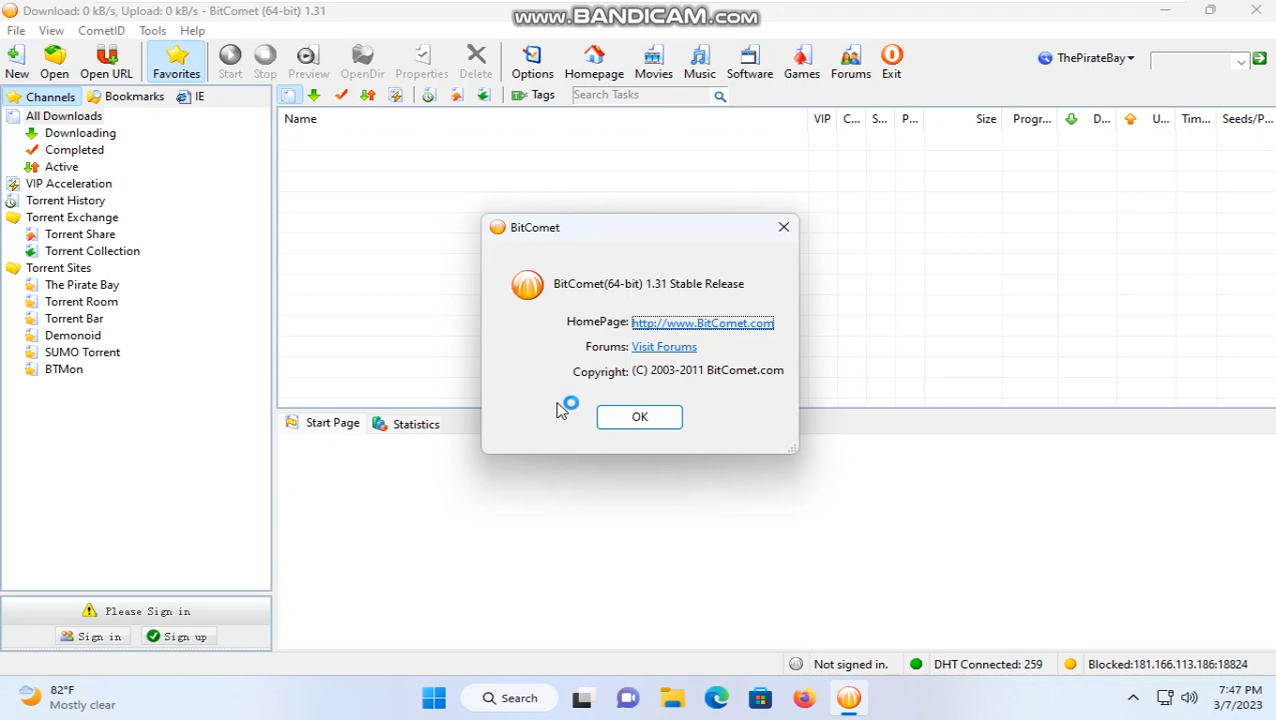 Download: 0 kB/s, Upload: 0 kB/s - BitComet (64-bit) 1.31
www.BANDICAM.com
File View CometID Tools Help
New Open Open URL Favorites Start Stop Preview OpenDir Properties Delete Options Homepage Movies Music Software Games Forums Exit
ThePirateBay
Channels Bookmarks IE
Tags Search Tasks
All Downloads
Downloading
Completed
Active
VIP Acceleration
Torrent History
Torrent Exchange
Torrent Share
Torrent Collection
Torrent Sites
The Pirate Bay
Torrent Room
Torrent Bar
Demonoid
SUMO Torrent
BTMon
Name VIP C... S... P... Size Progr... D... U... Tim... Seeds/P...
BitComet
BitComet(64-bit) 1.31 Stable Release
HomePage: http://www.BitComet.com
Forums: Visit Forums
Copyright: (C) 2003-2011 BitComet.com
OK
Start Page Statistics
Please Sign in
Sign in Sign up
Not signed in. DHT Connected: 259 Blocked:181.166.113.186:18824
82°F
Mostly clear
Search
7:47 PM
3/7/2023